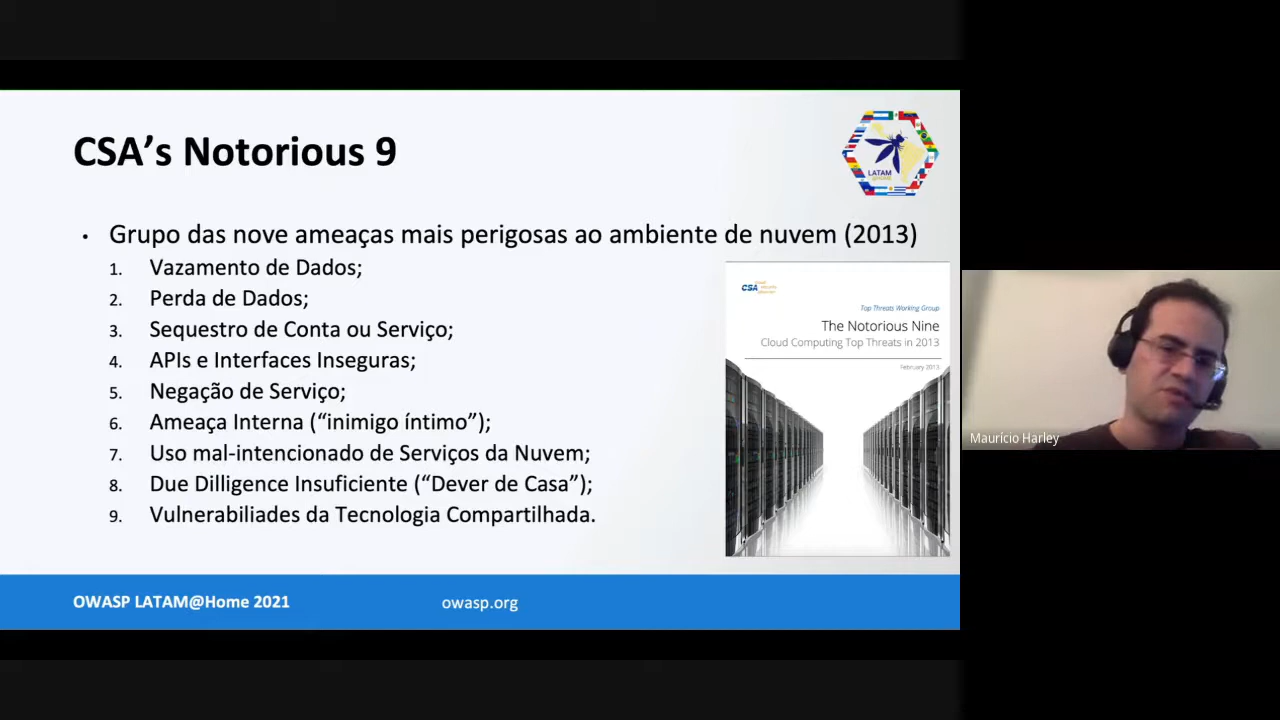 CSA’s Notorious 9
LATAM
@HOME
• Grupo das nove ameaças mais perigosas ao ambiente de nuvem (2013)
1. Vazamento de Dados;
2. Perda de Dados;
3. Sequestro de Conta ou Serviço;
4. APIs e Interfaces Inseguras;
5. Negação de Serviço;
6. Ameaça Interna (“inimigo íntimo”);
7. Uso mal-intencionado de Serviços da Nuvem;
8. Due Dilligence Insuficiente (“Dever de Casa”);
9. Vulnerabiliades da Tecnologia Compartilhada.
CSA
Top Threats Working Group
The Notorious Nine
Cloud Computing Top Threats in 2013
February 2013
OWASP LATAM@Home 2021
owasp.org
Maurício Harley